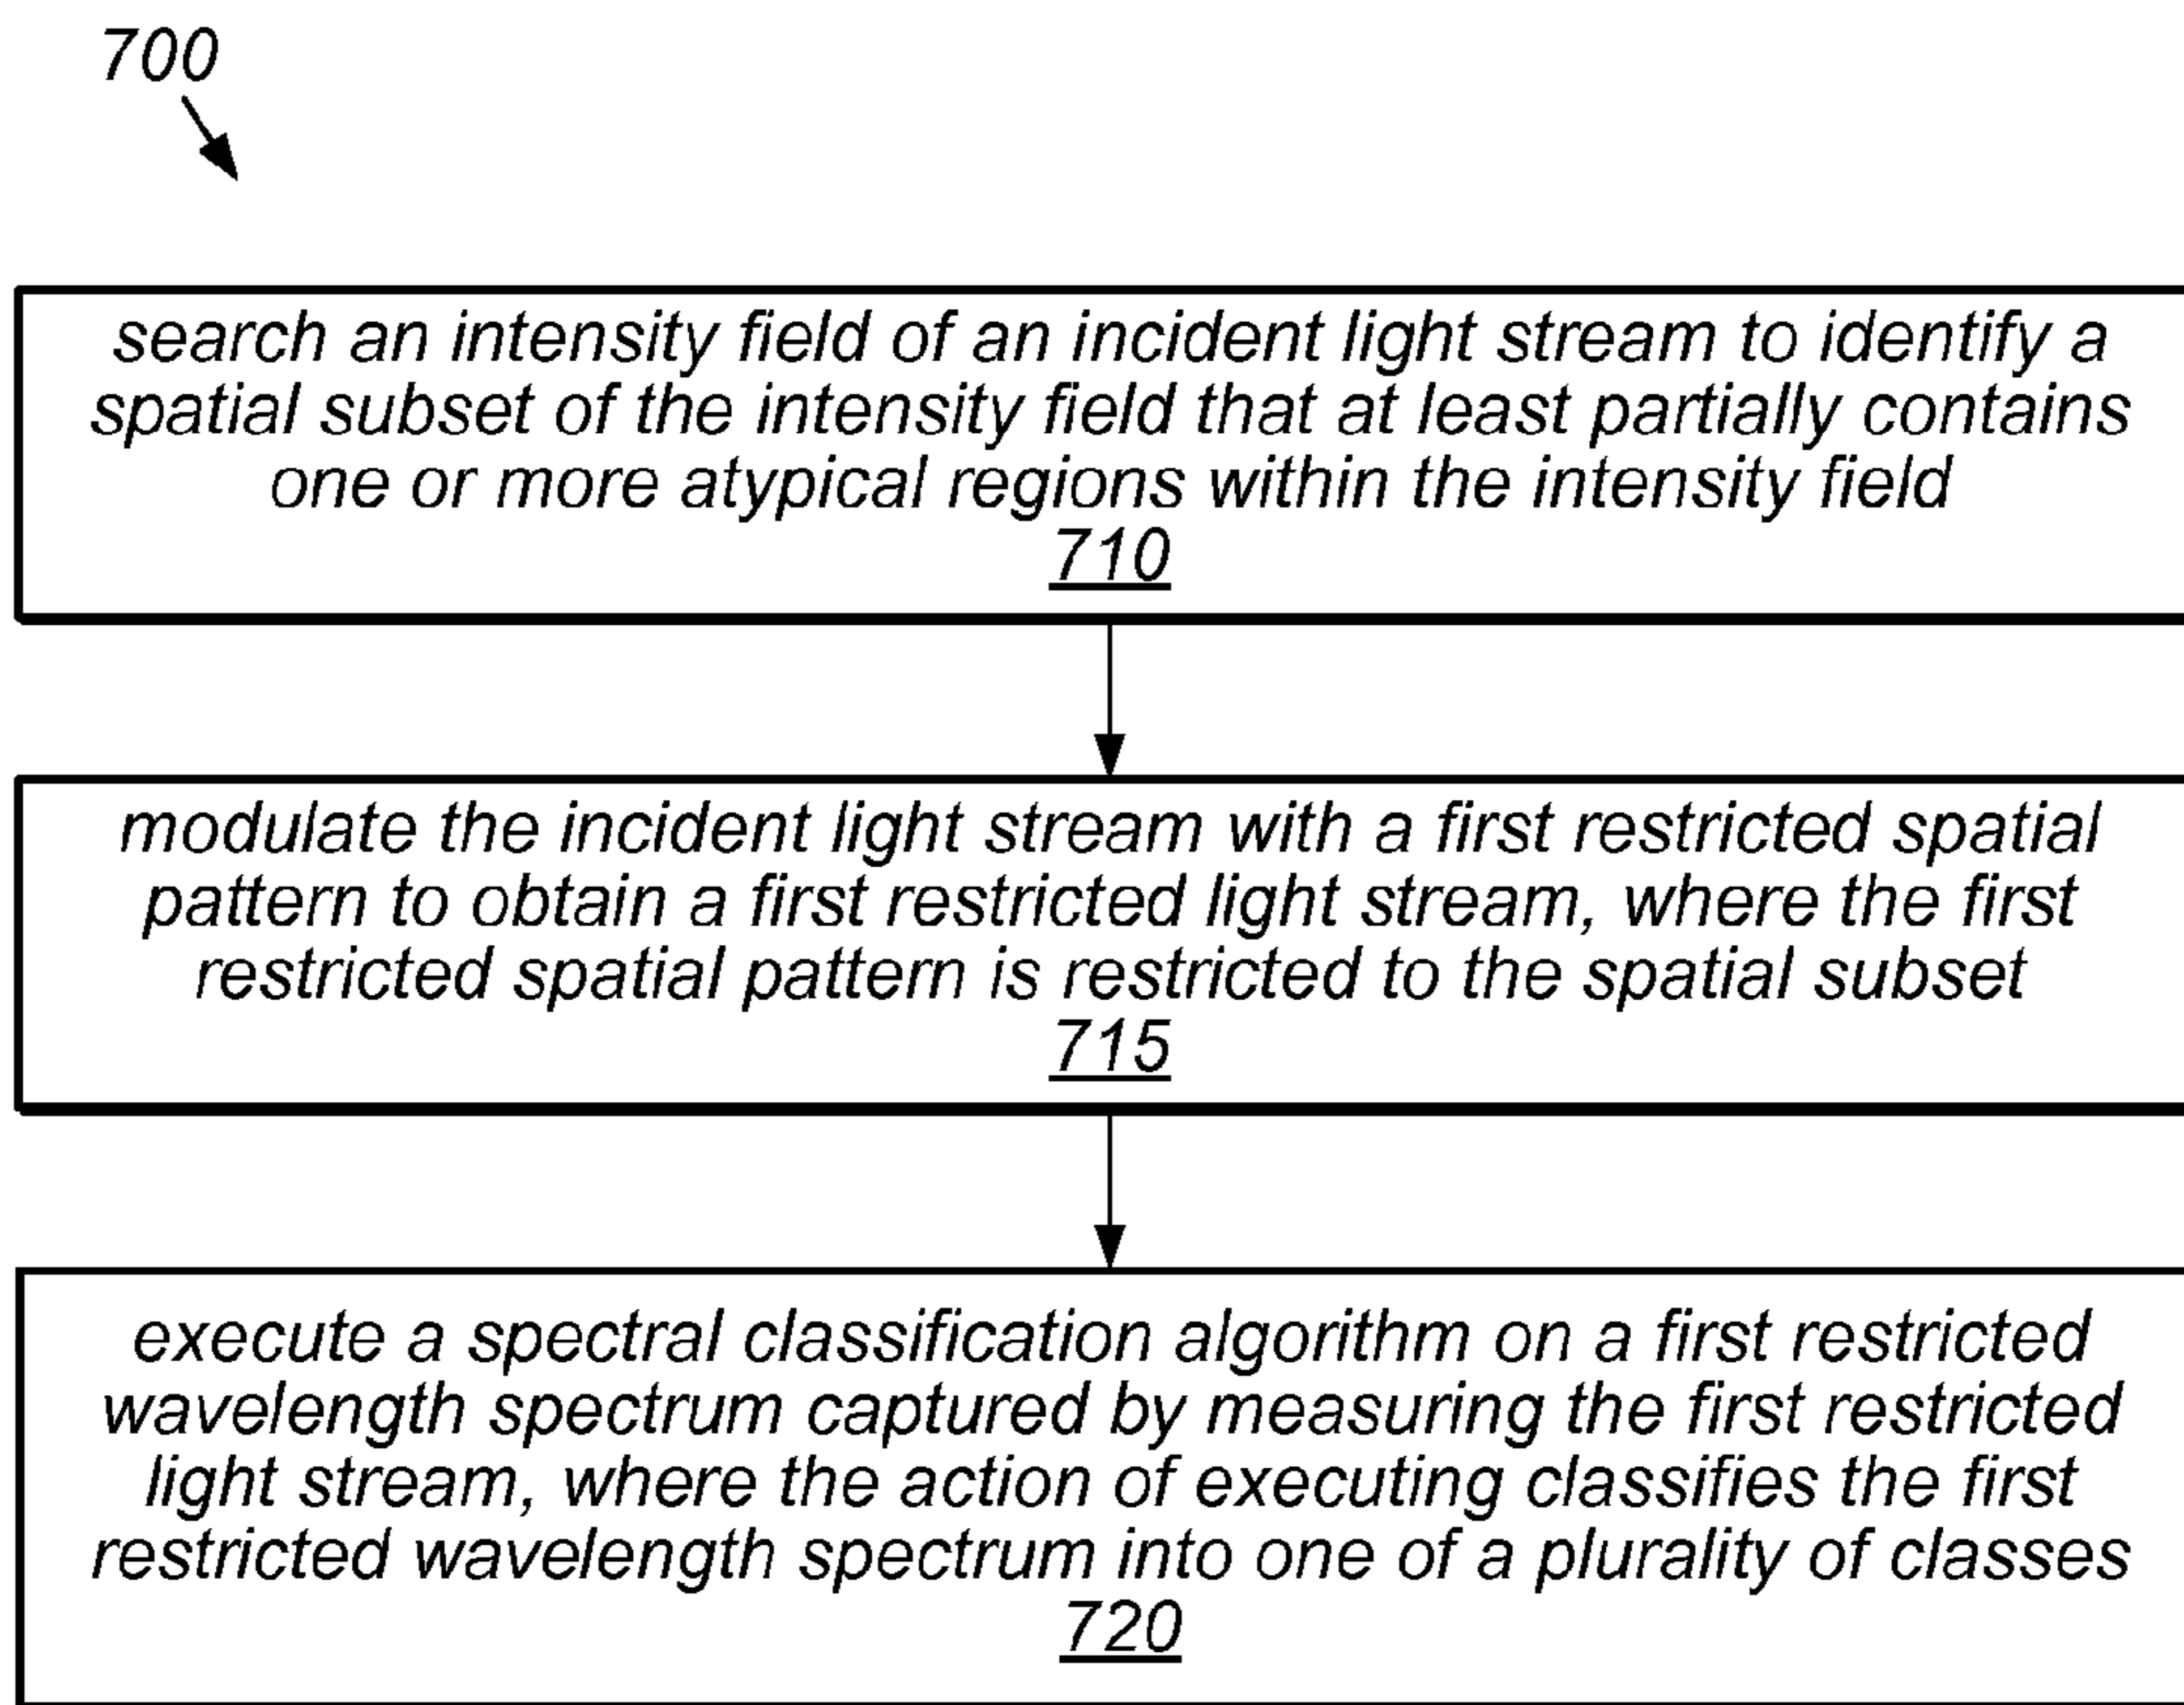 700
search an intensity field of an incident light stream to identify a
spatial subset of the intensity field that at least partially contains
one or more atypical regions within the intensity field
710
modulate the incident light stream with a first restricted spatial
pattern to obtain a first restricted light stream, where the first
restricted spatial pattern is restricted to the spatial subset
715
execute a spectral classification algorithm on a first restricted
wavelength spectrum captured by measuring the first restricted
light stream, where the action of executing classifies the first
restricted wavelength spectrum into one of a plurality of classes
720